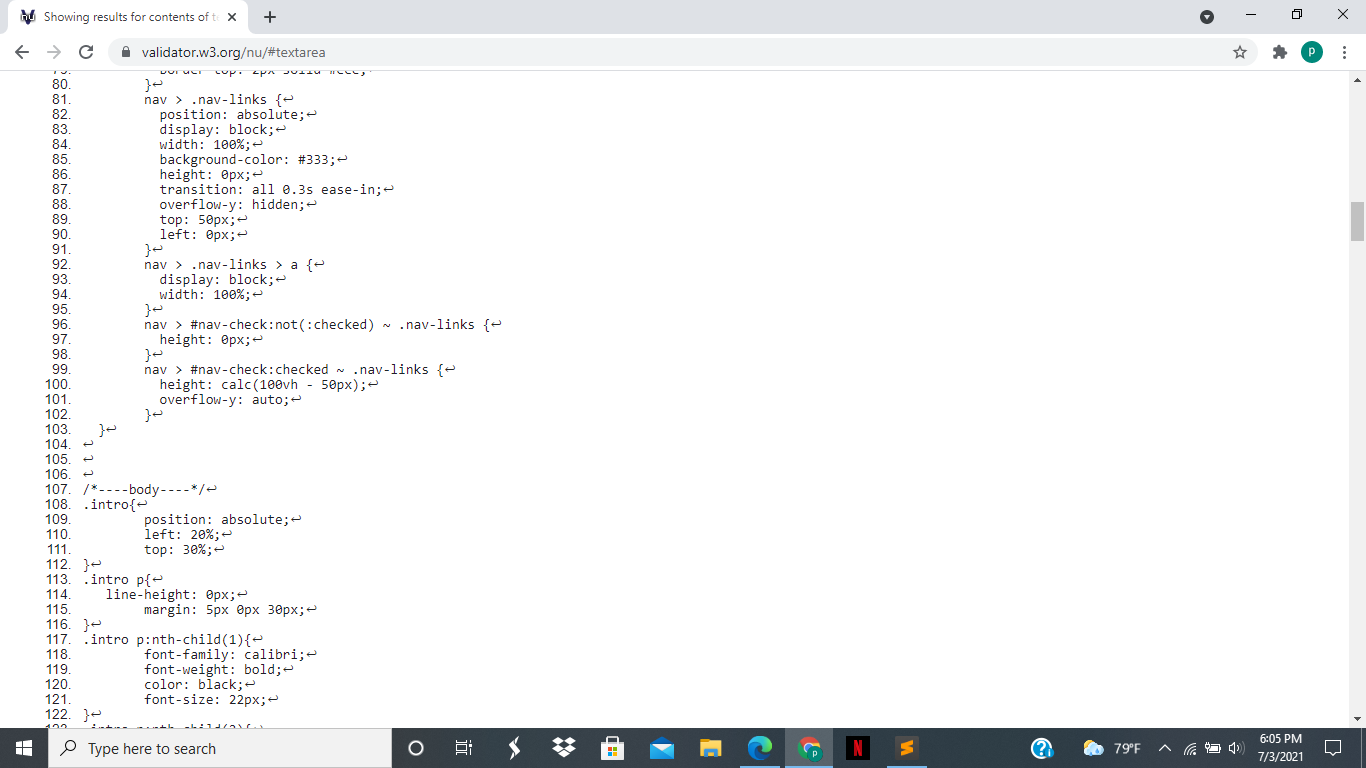 Showing results for contents of t
validator.w3.org/nu/#textarea
P
80. }↩
81. nav > .nav-links {↩
82. position: absolute;↩
83. display: block;↩
84. width: 100%;↩
85. background-color: #333;↩
86. height: 0px;↩
87. transition: all 0.3s ease-in;↩
88. overflow-y: hidden;↩
89. top: 50px;↩
90. left: 0px;↩
91. }↩
92. nav > .nav-links > a {↩
93. display: block;↩
94. width: 100%;↩
95. }↩
96. nav > #nav-check:not(:checked) ~ .nav-links {↩
97. height: 0px;↩
98. }↩
99. nav > #nav-check:checked ~ .nav-links {↩
100. height: calc(100vh - 50px);↩
101. overflow-y: auto;↩
102. }↩
103. }↩
104. ↩
105. ↩
106. ↩
107. /*----body----*/↩
108. .intro{↩
109. position: absolute;↩
110. left: 20%;↩
111. top: 30%;↩
112. }↩
113. .intro p{↩
114. line-height: 0px;↩
115. margin: 5px 0px 30px;↩
116. }↩
117. .intro p:nth-child(1){↩
118. font-family: calibri;↩
119. font-weight: bold;↩
120. color: black;↩
121. font-size: 22px;↩
122. }↩
Type here to search
P
N
79°F
6:05 PM
7/3/2021